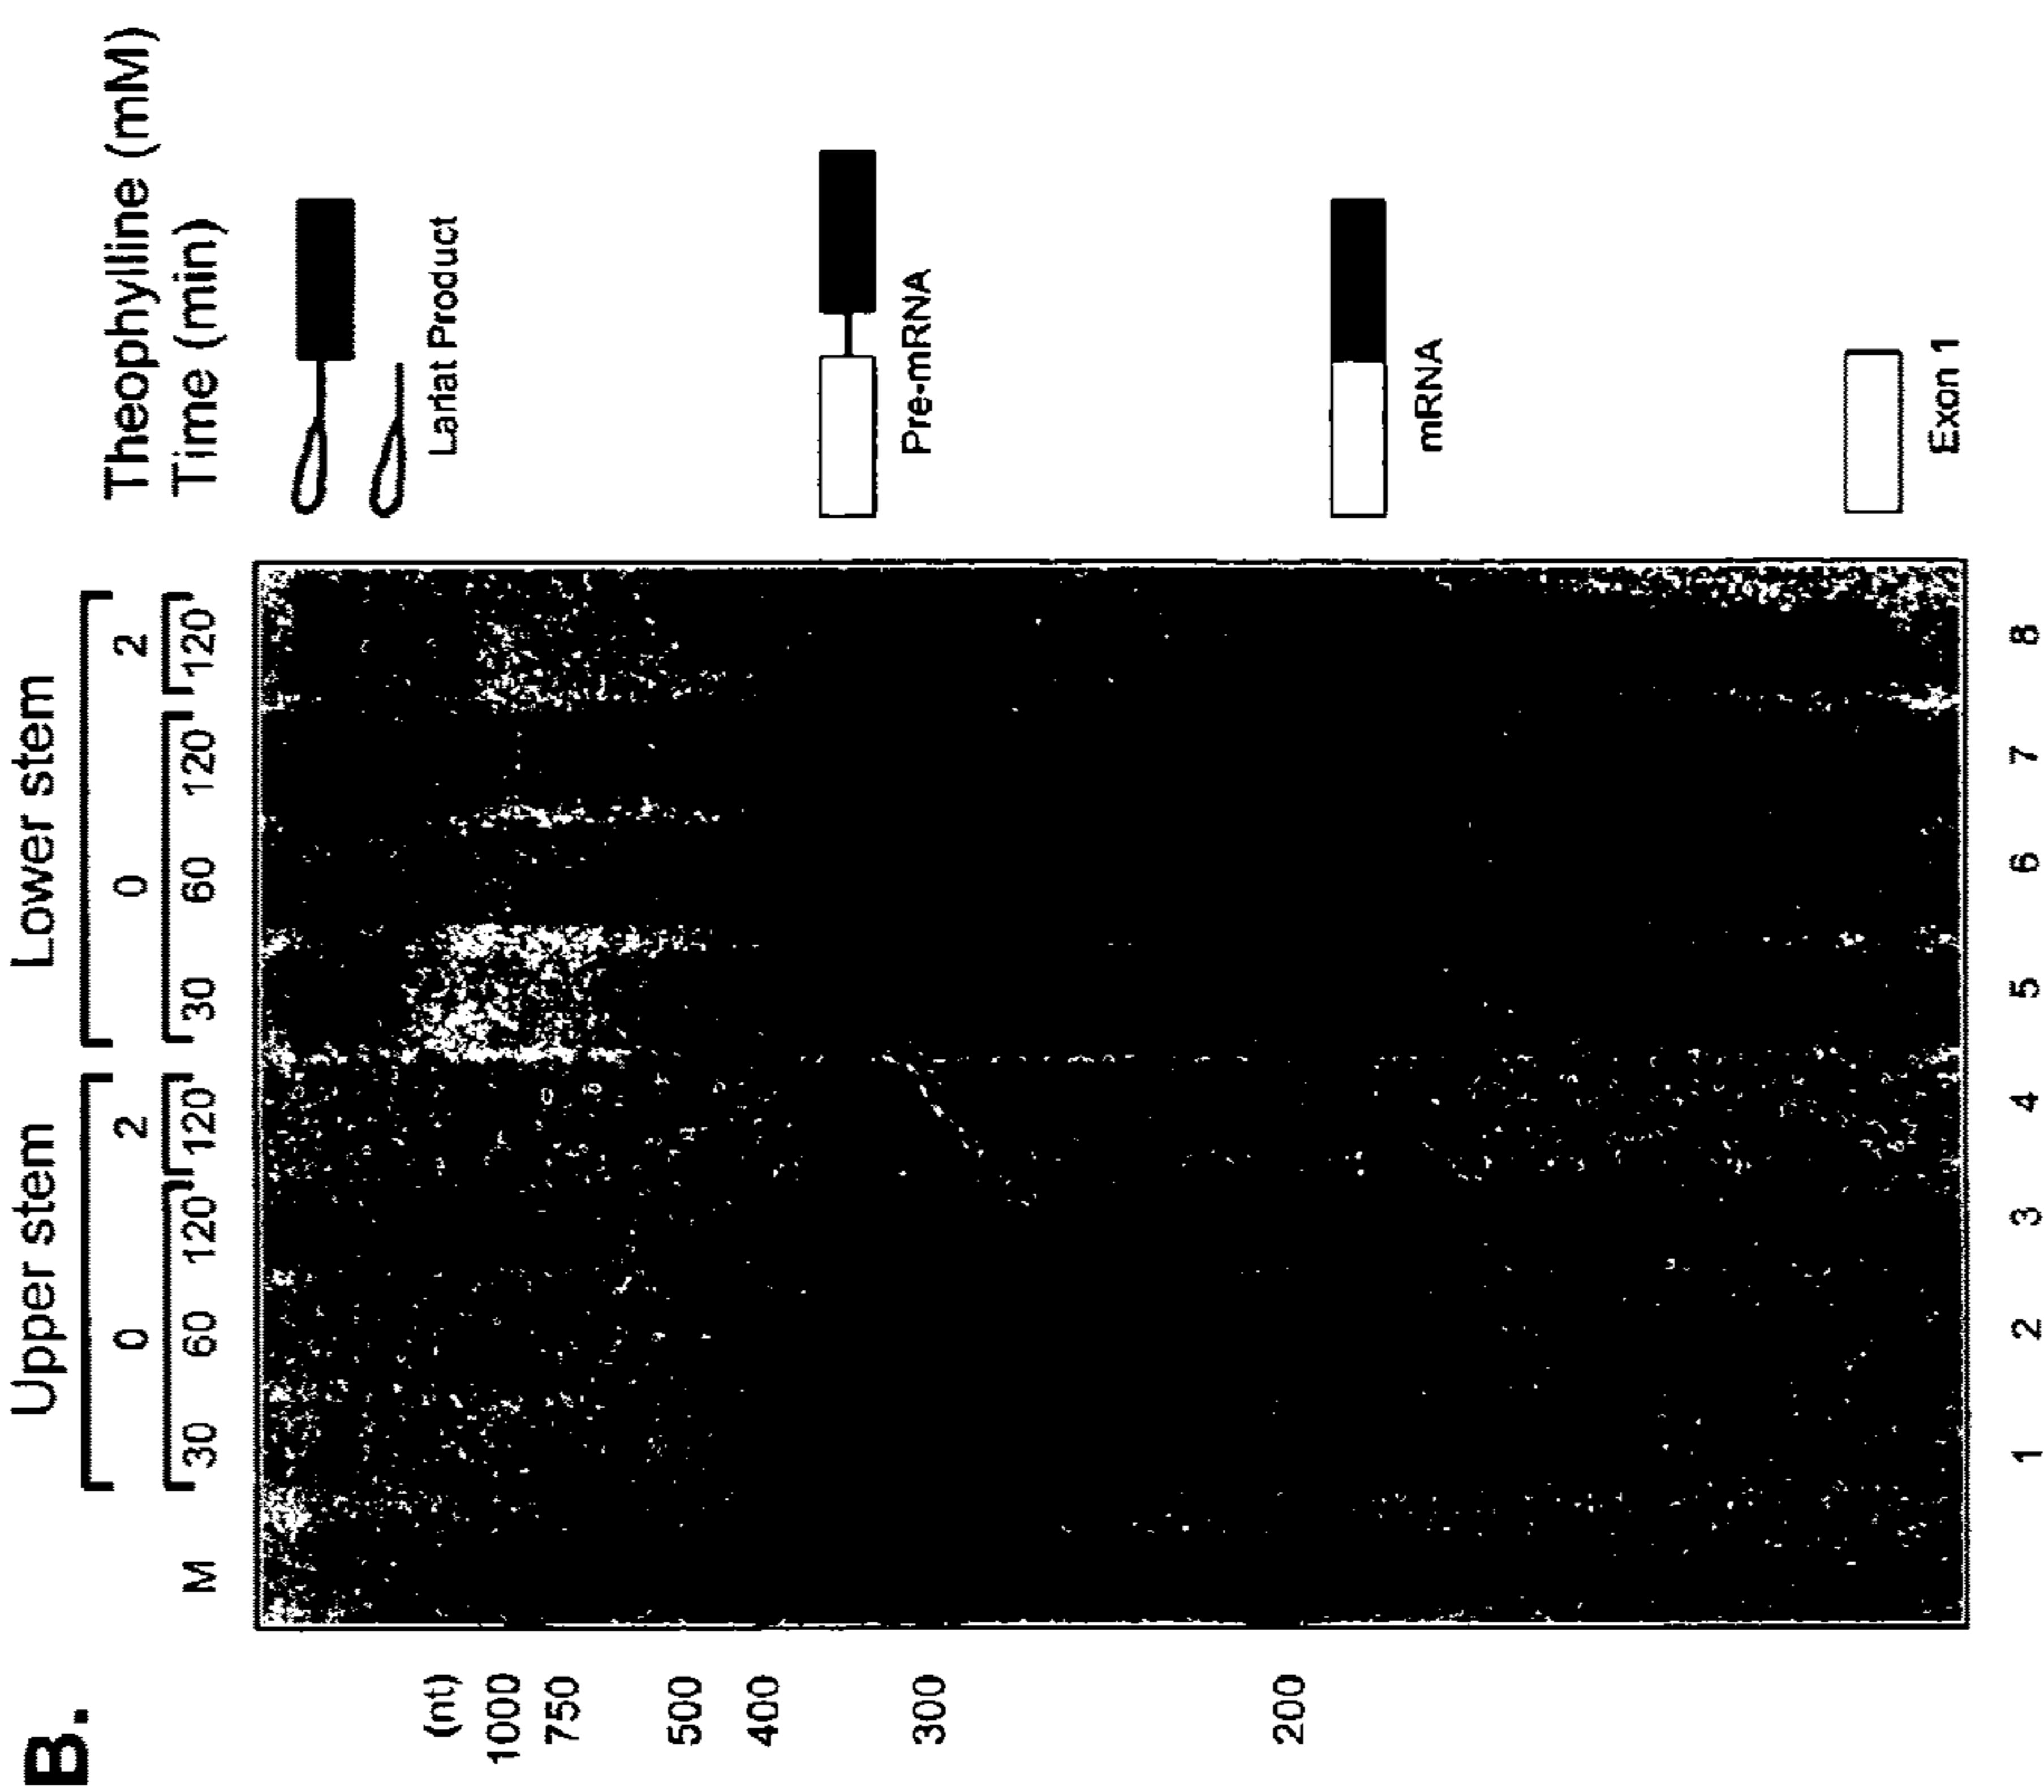 B.
Upper stem Lower stem
0 2 0 2 Theophylline (mM)
M 30 60 120 120 30 60 120 120 Time (min)
(nt)
1000
750
500
400
300
200
Lariat Product
Pre-mRNA
mRNA
Exon 1
1 2 3 4 5 6 7 8